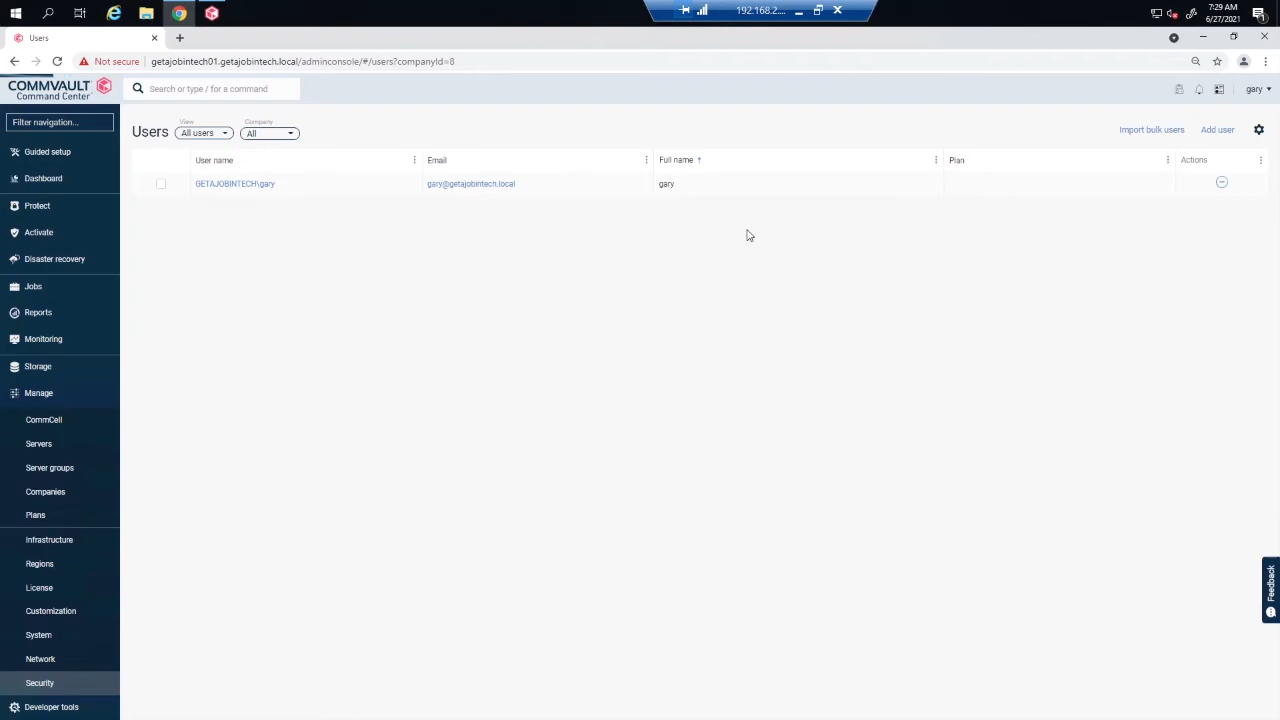 192.168.2....
7:29 AM
6/27/2021
Users
Not secure
getajobintech01.getajobintech.local/adminconsole/#/users?companyId=8
COMMVAULT
Command Center
Search or type / for a command
gary
Filter navigation...
Guided setup
Dashboard
Protect
Activate
Disaster recovery
Jobs
Reports
Monitoring
Storage
Manage
CommCell
Servers
Server groups
Companies
Plans
Infrastructure
Regions
License
Customization
System
Network
Security
Developer tools
Users
View
All users
Company
All
Import bulk users
Add user
User name
Email
Full name ↑
Plan
Actions
GETAJOBINTECH\gary
gary@getajobintech.local
gary
Feedback